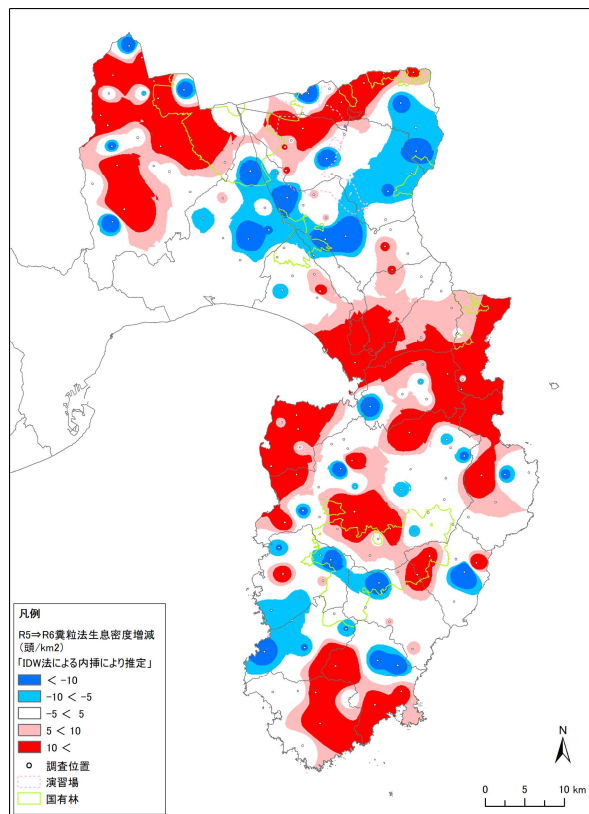 凡例
R5⇒R6糞粒法生息密度増減
(頭/km2)
「IDW法による内挿により推定」
< -10
-10 < -5
-5 < 5
5 < 10
10 <
調査位置
演習場
国有林
N
0 5 10 km